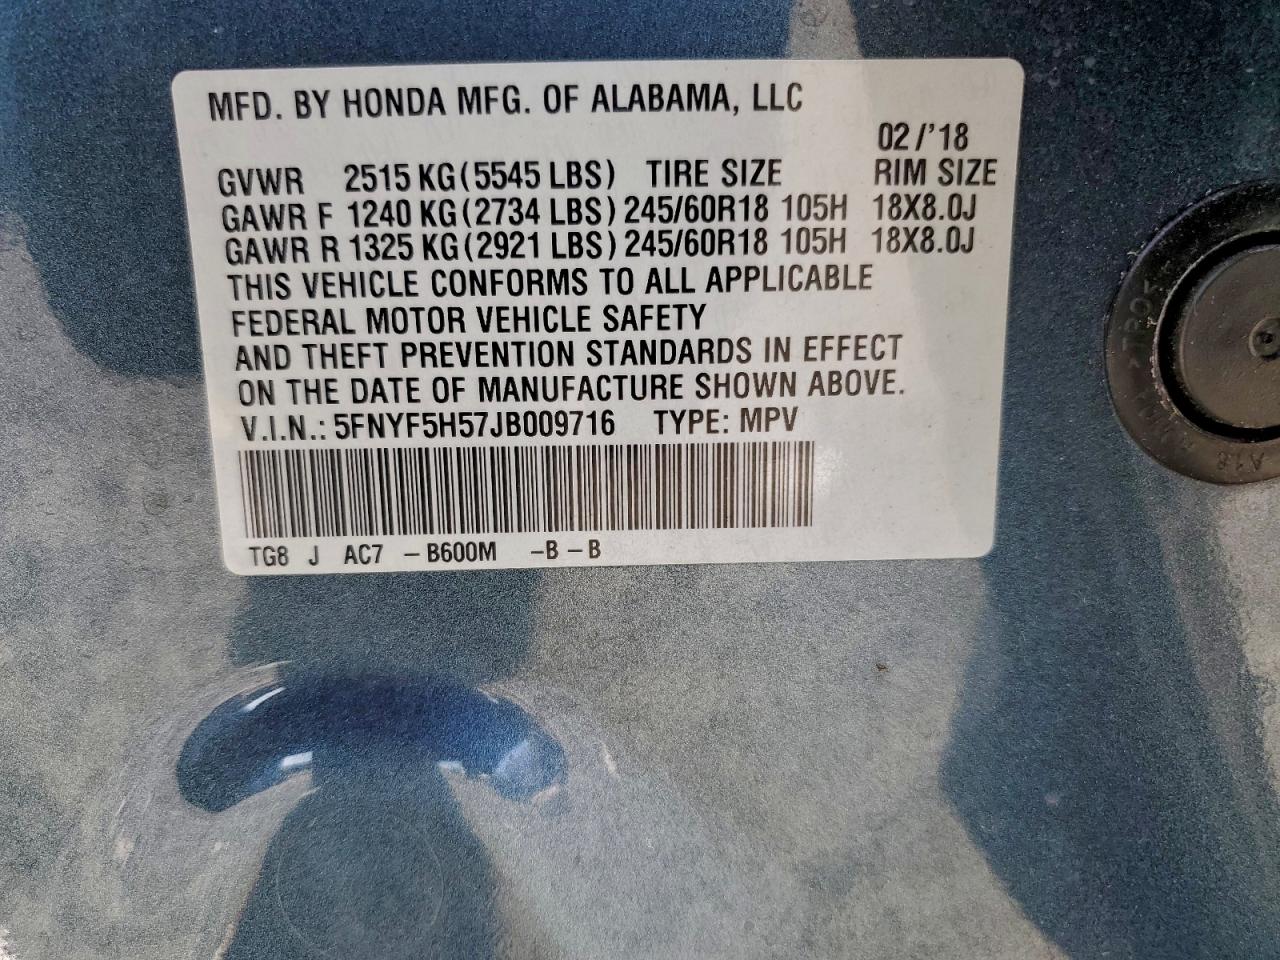 MFD. BY HONDA MFG. OF ALABAMA, LLC
02/'18
GVWR 2515 KG(5545 LBS) TIRE SIZE RIM SIZE
GAWR F 1240 KG(2734 LBS) 245/60R18 105H 18X8.0J
GAWR R 1325 KG(2921 LBS) 245/60R18 105H 18X8.0J
THIS VEHICLE CONFORMS TO ALL APPLICABLE
FEDERAL MOTOR VEHICLE SAFETY
AND THEFT PREVENTION STANDARDS IN EFFECT
ON THE DATE OF MANUFACTURE SHOWN ABOVE.
V.I.N.: 5FNYF5H57JB009716 TYPE: MPV
TG8 J AC7 -B600M -B-B